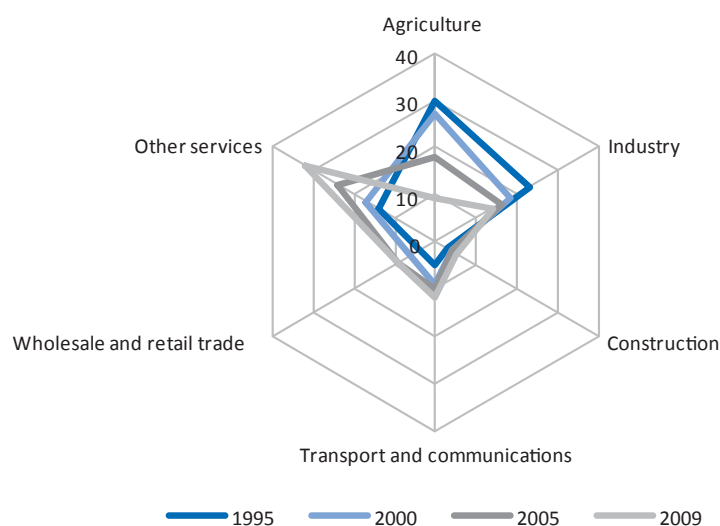 Agriculture
40
30
Other services
Industry
20
10
0
Wholesale and retail trade
Construction
Transport and communications
1995 2000 2005 2009